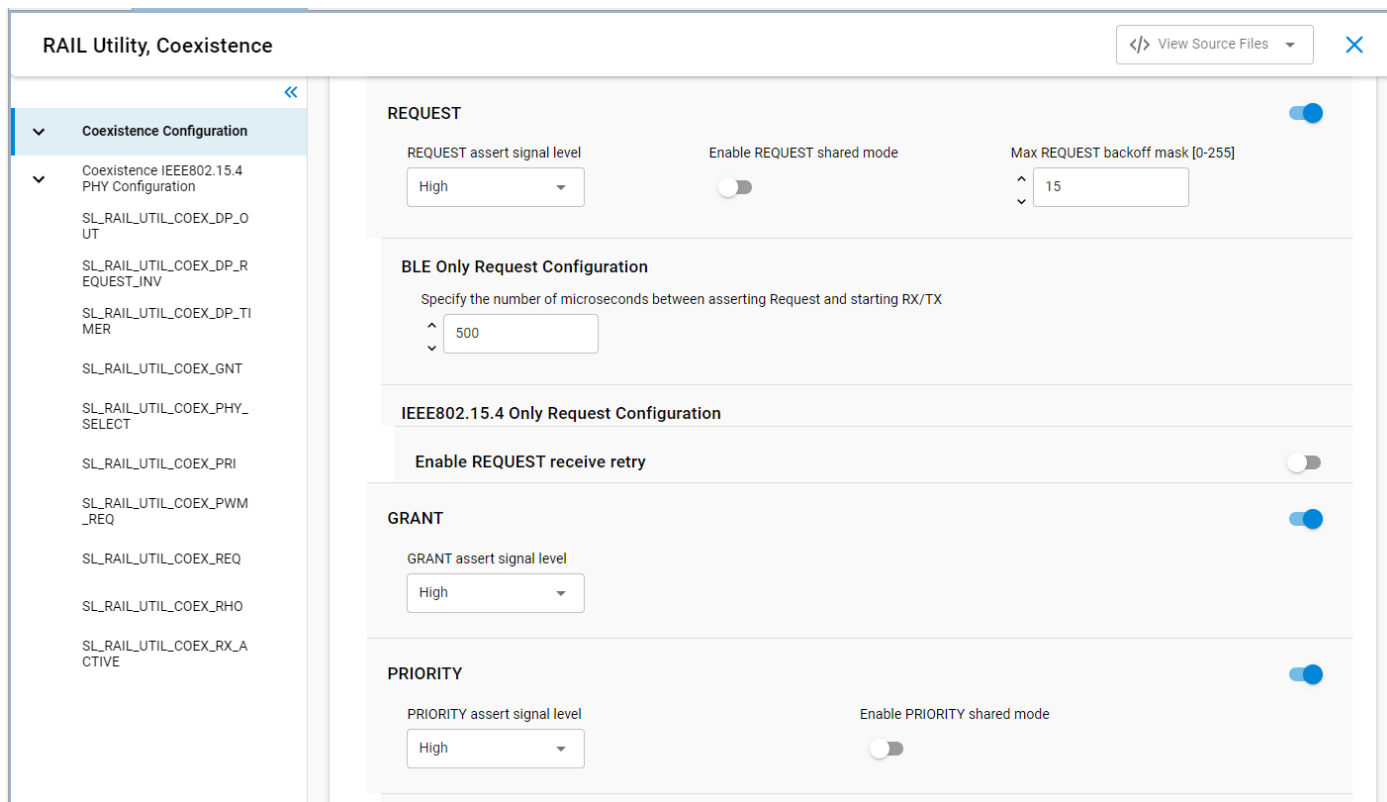 RAIL Utility, Coexistence
</> View Source Files
Coexistence Configuration
Coexistence IEEE802.15.4
PHY Configuration
SL_RAIL_UTIL_COEX_DP_O
UT
SL_RAIL_UTIL_COEX_DP_R
EQUEST_INV
SL_RAIL_UTIL_COEX_DP_TI
MER
SL_RAIL_UTIL_COEX_GNT
SL_RAIL_UTIL_COEX_PHY_
SELECT
SL_RAIL_UTIL_COEX_PRI
SL_RAIL_UTIL_COEX_PWM
_REQ
SL_RAIL_UTIL_COEX_REQ
SL_RAIL_UTIL_COEX_RHO
SL_RAIL_UTIL_COEX_RX_A
CTIVE
REQUEST
REQUEST assert signal level
High
Enable REQUEST shared mode
Max REQUEST backoff mask [0-255]
15
BLE Only Request Configuration
Specify the number of microseconds between asserting Request and starting RX/TX
500
IEEE802.15.4 Only Request Configuration
Enable REQUEST receive retry
GRANT
GRANT assert signal level
High
PRIORITY
PRIORITY assert signal level
High
Enable PRIORITY shared mode